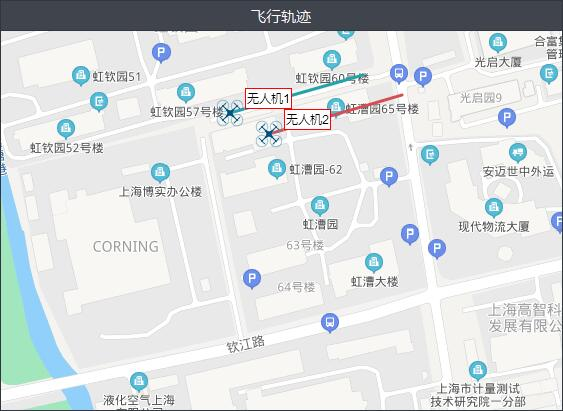 飞行轨迹
合富
管理
光启大厦
虹钦园60号楼
虹钦园51
无人机1
虹钦园57号楼
光启园9
虹漕园65号楼
无人机2
虹钦园52号楼
安迈世中外运
虹漕园-62
上海博实办公楼
虹漕园
现代物流大厦
CORNING
63号楼
虹漕大楼
64号楼
上海高智科
发展有限公
钦江路
上海市计量测试
技术研究院一分部
液化空气上海
P
P
P
P
P
P
P
P
P